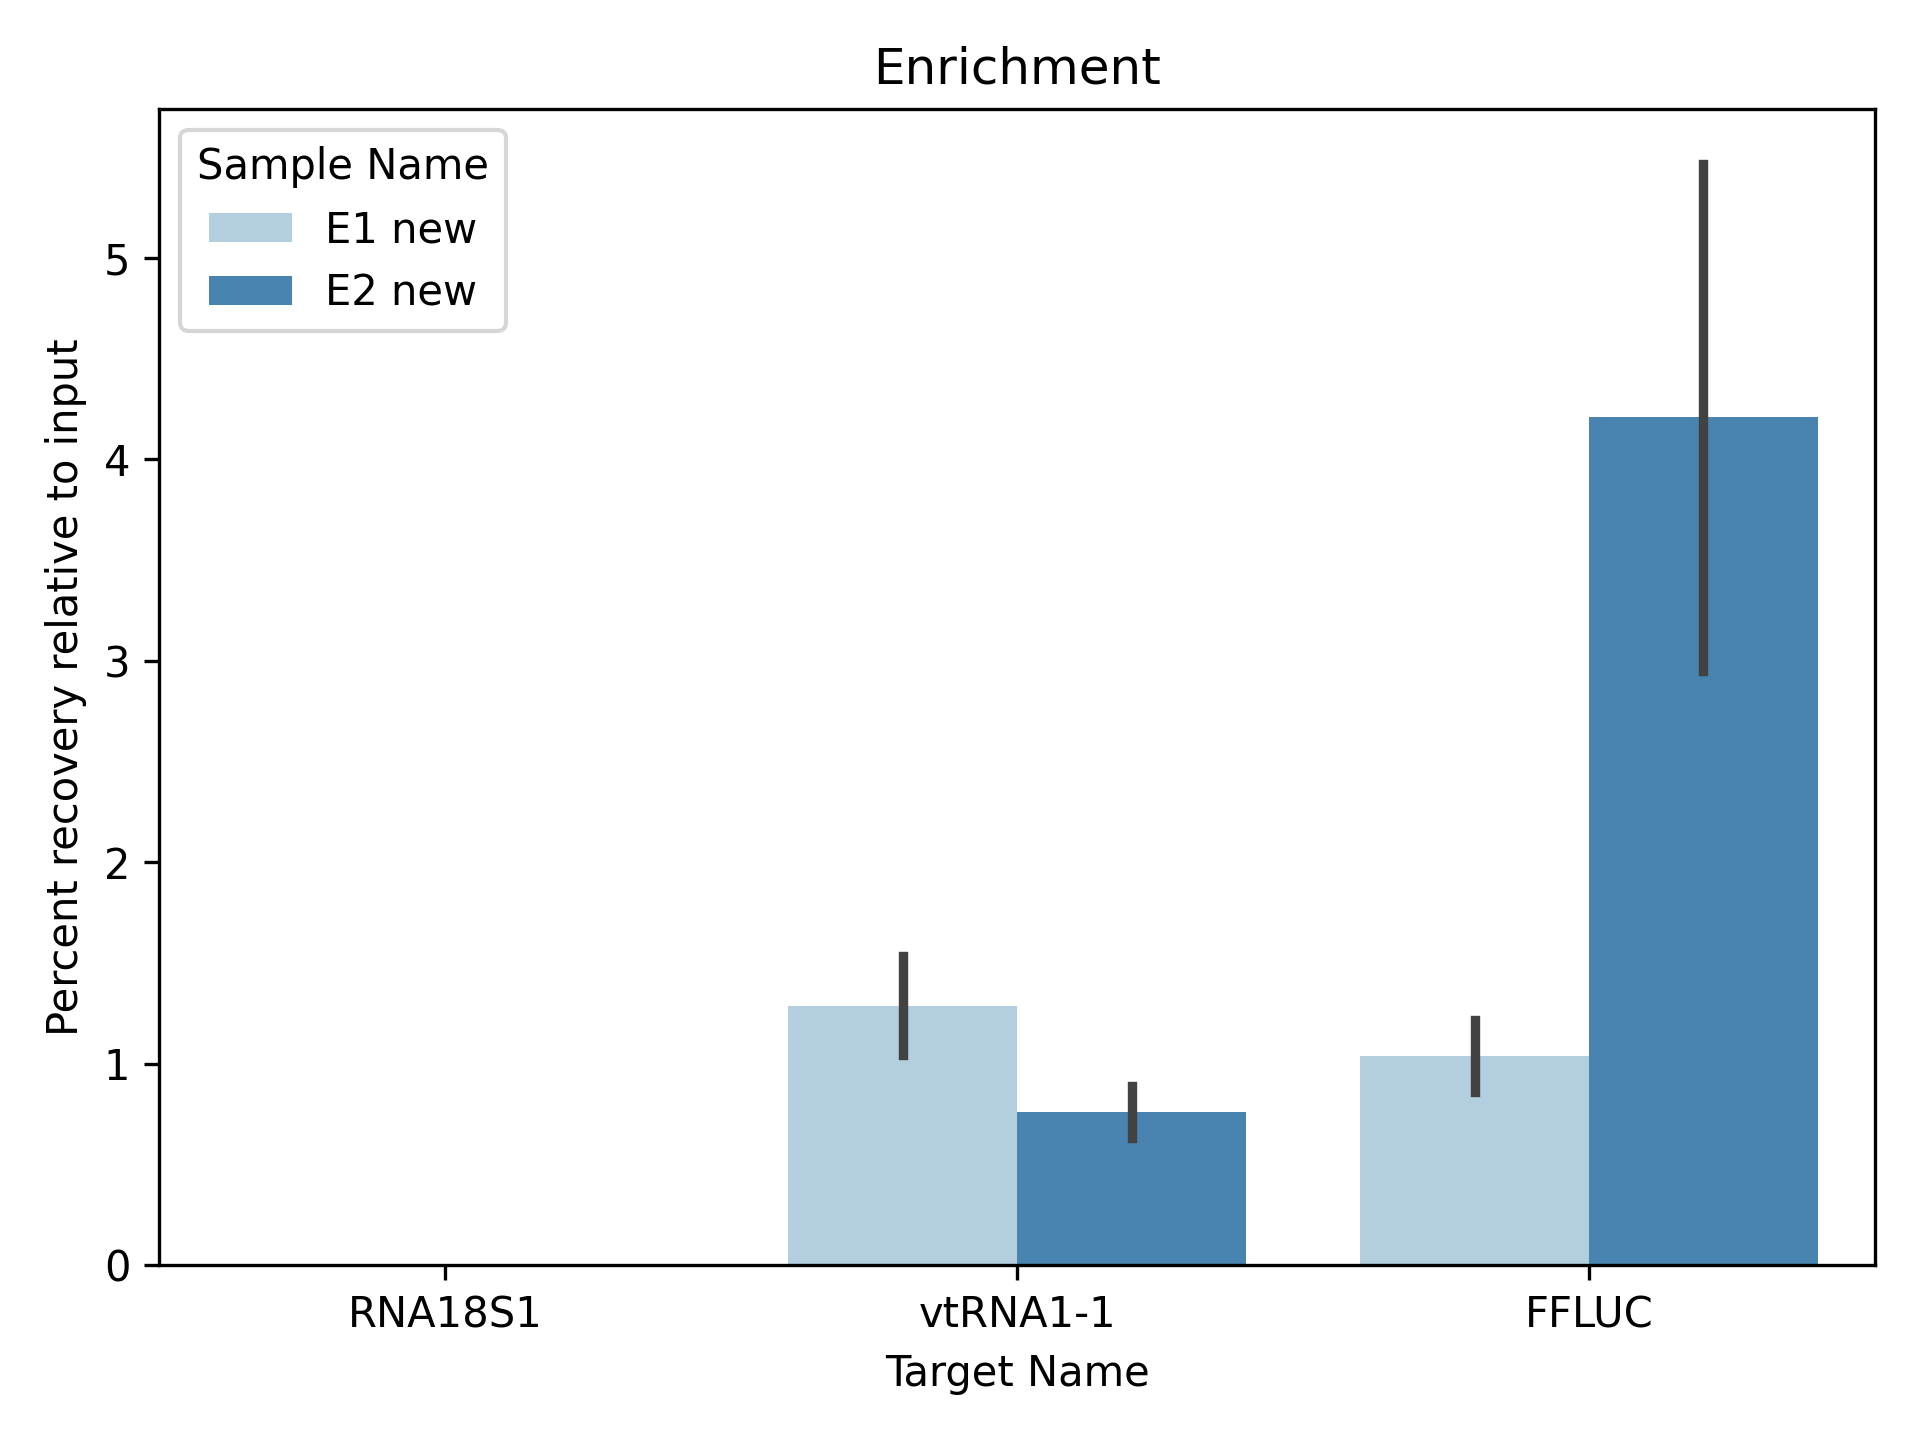 Enrichment
Sample Name
E1 new
E2 new
Percent recovery relative to input
5
4
3
2
1
0
RNA18S1
vtRNA1-1
FFLUC
Target Name